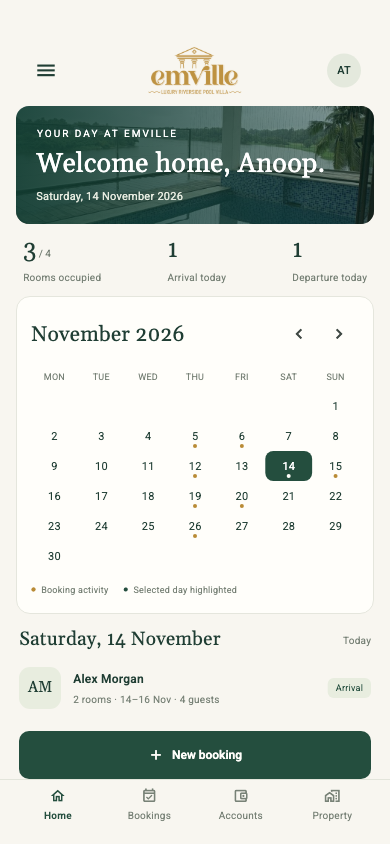 emville
LUXURY RIVERSIDE POOL VILLA
AT
YOUR DAY AT EMVILLE
Welcome home, Anoop.
Saturday, 14 November 2026
3 / 4
Rooms occupied
1
Arrival today
1
Departure today
November 2026
MON TUE WED THU FRI SAT SUN
1
2 3 4 5 6 7 8
9 10 11 12 13 14 15
16 17 18 19 20 21 22
23 24 25 26 27 28 29
30
Booking activity
Selected day highlighted
Saturday, 14 November
Today
AM
Alex Morgan
2 rooms · 14–16 Nov · 4 guests
Arrival
+ New booking
Home
Bookings
Accounts
Property